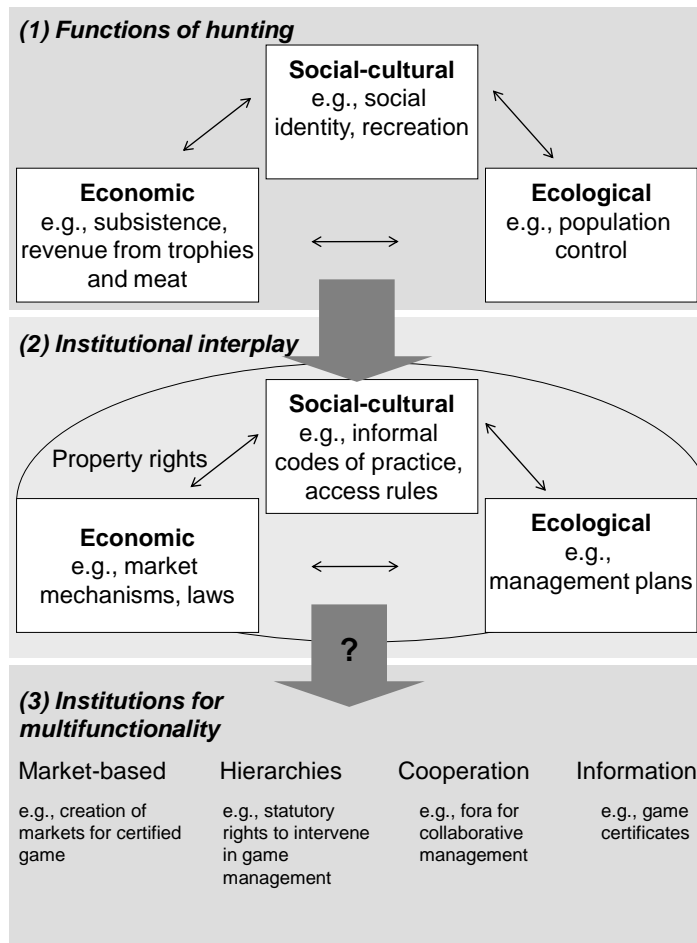 (1) Functions of hunting
Social-cultural
e.g., social
identity, recreation
Economic
e.g., subsistence,
revenue from trophies
and meat
Ecological
e.g., population
control
(2) Institutional interplay
Social-cultural
e.g., informal
codes of practice,
access rules
Property rights
Economic
e.g., market
mechanisms, laws
Ecological
e.g.,
management plans
?
(3) Institutions for
multifunctionality
Market-based
e.g., creation of
markets for certified
game
Hierarchies
e.g., statutory
rights to intervene
in game
management
Cooperation
e.g., fora for
collaborative
management
Information
e.g., game
certificates